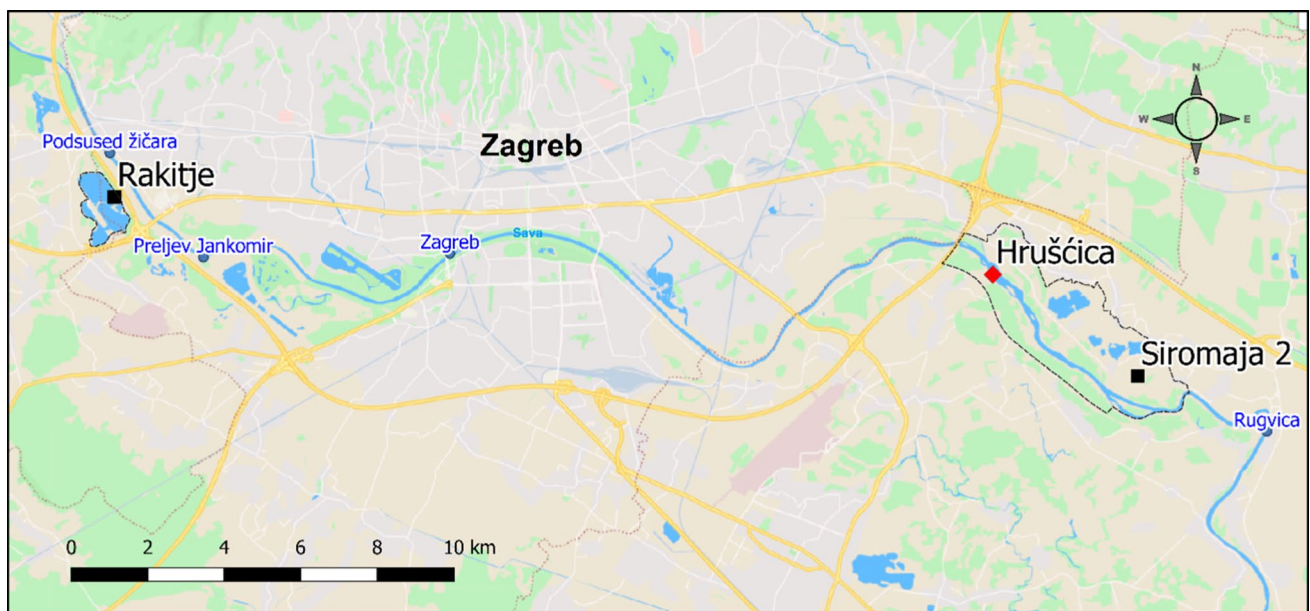 N
W E
S
Podsused žičara
Zagreb
Rakitje
Sava
Preljev Jankomir
Zagreb
Hrušćica
Siromaja 2
Rugvica
0 2 4 6 8 10 km